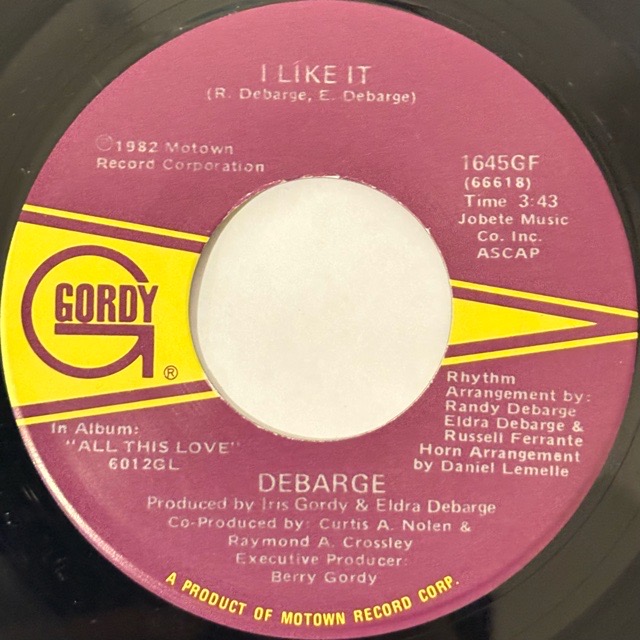 I LIKE IT
(R. Debarge, E. Debarge)
℗1982 Motown
Record Corporation
1645GF
(66618)
Time 3:43
Jobete Music
Co. Inc.
ASCAP
GORDY
G
®
In Album:
"ALL THIS LOVE"
6012GL
Rhythm
Arrangement by:
Randy Debarge
Eldra Debarge &
Russell Ferrante
Horn Arrangement
by Daniel Lemelle
DEBARGE
Produced by Iris Gordy & Eldra Debarge
Co-Produced by: Curtis A. Nolen &
Raymond A. Crossley
Executive Producer:
Berry Gordy
A PRODUCT OF MOTOWN RECORD CORP.